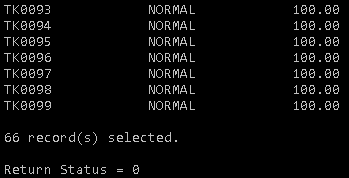 TK0093 NORMAL 100.00
TK0094 NORMAL 100.00
TK0095 NORMAL 100.00
TK0096 NORMAL 100.00
TK0097 NORMAL 100.00
TK0098 NORMAL 100.00
TK0099 NORMAL 100.00
66 record(s) selected.
Return Status = 0